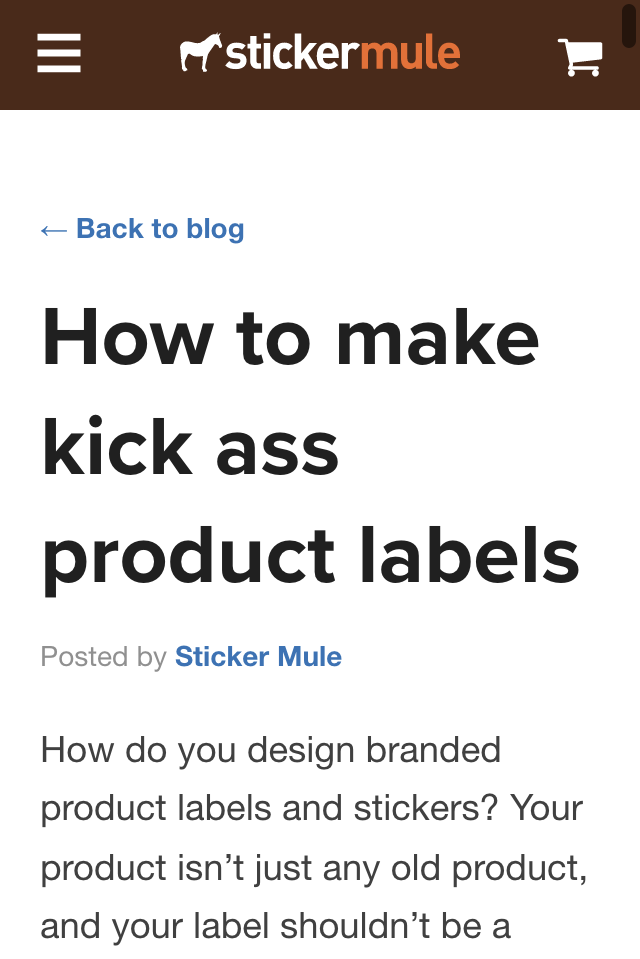 stickermule
← Back to blog
How to make
kick ass
product labels
Posted by Sticker Mule
How do you design branded
product labels and stickers? Your
product isn’t just any old product,
and your label shouldn’t be a